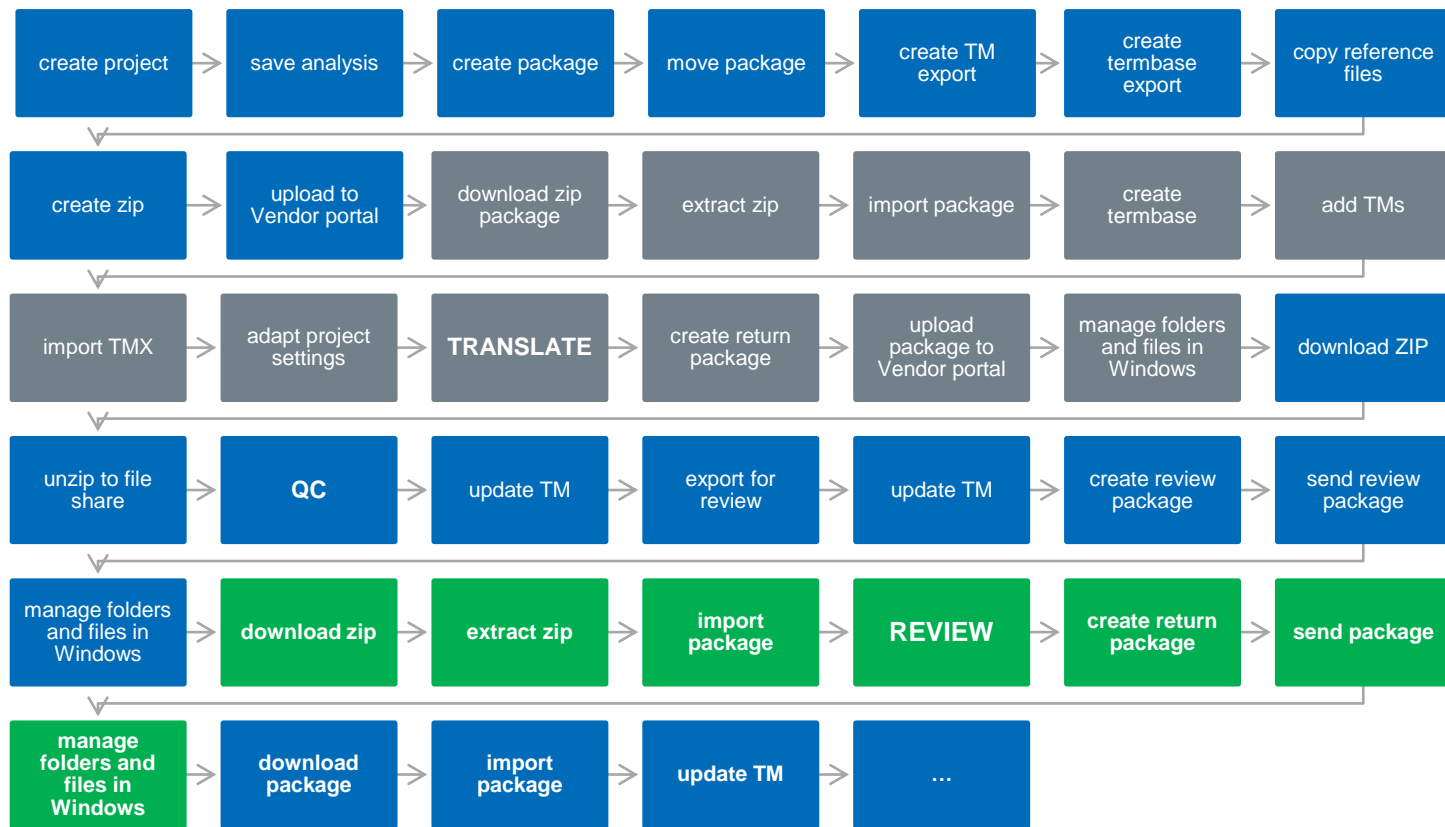 create project
save analysis
create package
move package
create TM
export
create
termbase
export
copy reference
files
create zip
upload to
Vendor portal
download zip
package
extract zip
import package
create
termbase
add TMs
import TMX
adapt project
settings
TRANSLATE
create return
package
upload
package to
Vendor portal
manage folders
and files in
Windows
download ZIP
unzip to file
share
QC
update TM
export for
review
update TM
create review
package
send review
package
manage folders
and files in
Windows
download zip
extract zip
import
package
REVIEW
create return
package
send package
manage
folders and
files in
Windows
download
package
import
package
update TM
…